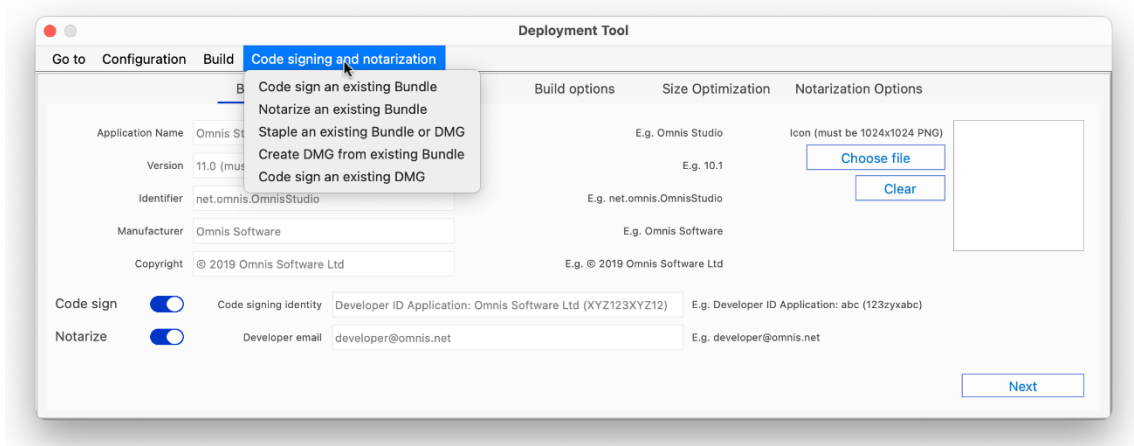 Deployment Tool
Go to Configuration Build Code signing and notarization
Build options Size Optimization Notarization Options
Code sign an existing Bundle
Notarize an existing Bundle
Staple an existing Bundle or DMG
Create DMG from existing Bundle
Code sign an existing DMG
Application Name Omnis E.g. Omnis Studio Icon (must be 1024x1024 PNG)
Choose file
Version 11.0 E.g. 10.1
Clear
Identifier net.omnis.OmnisStudio E.g. net.omnis.OmnisStudio
Manufacturer Omnis Software E.g. Omnis Software
Copyright © 2019 Omnis Software Ltd E.g. © 2019 Omnis Software Ltd
Code sign Code signing identity Developer ID Application: Omnis Software Ltd (XYZ123XYZ12) E.g. Developer ID Application: abc (123zyxabc)
Notarize Developer email developer@omnis.net E.g. developer@omnis.net
Next